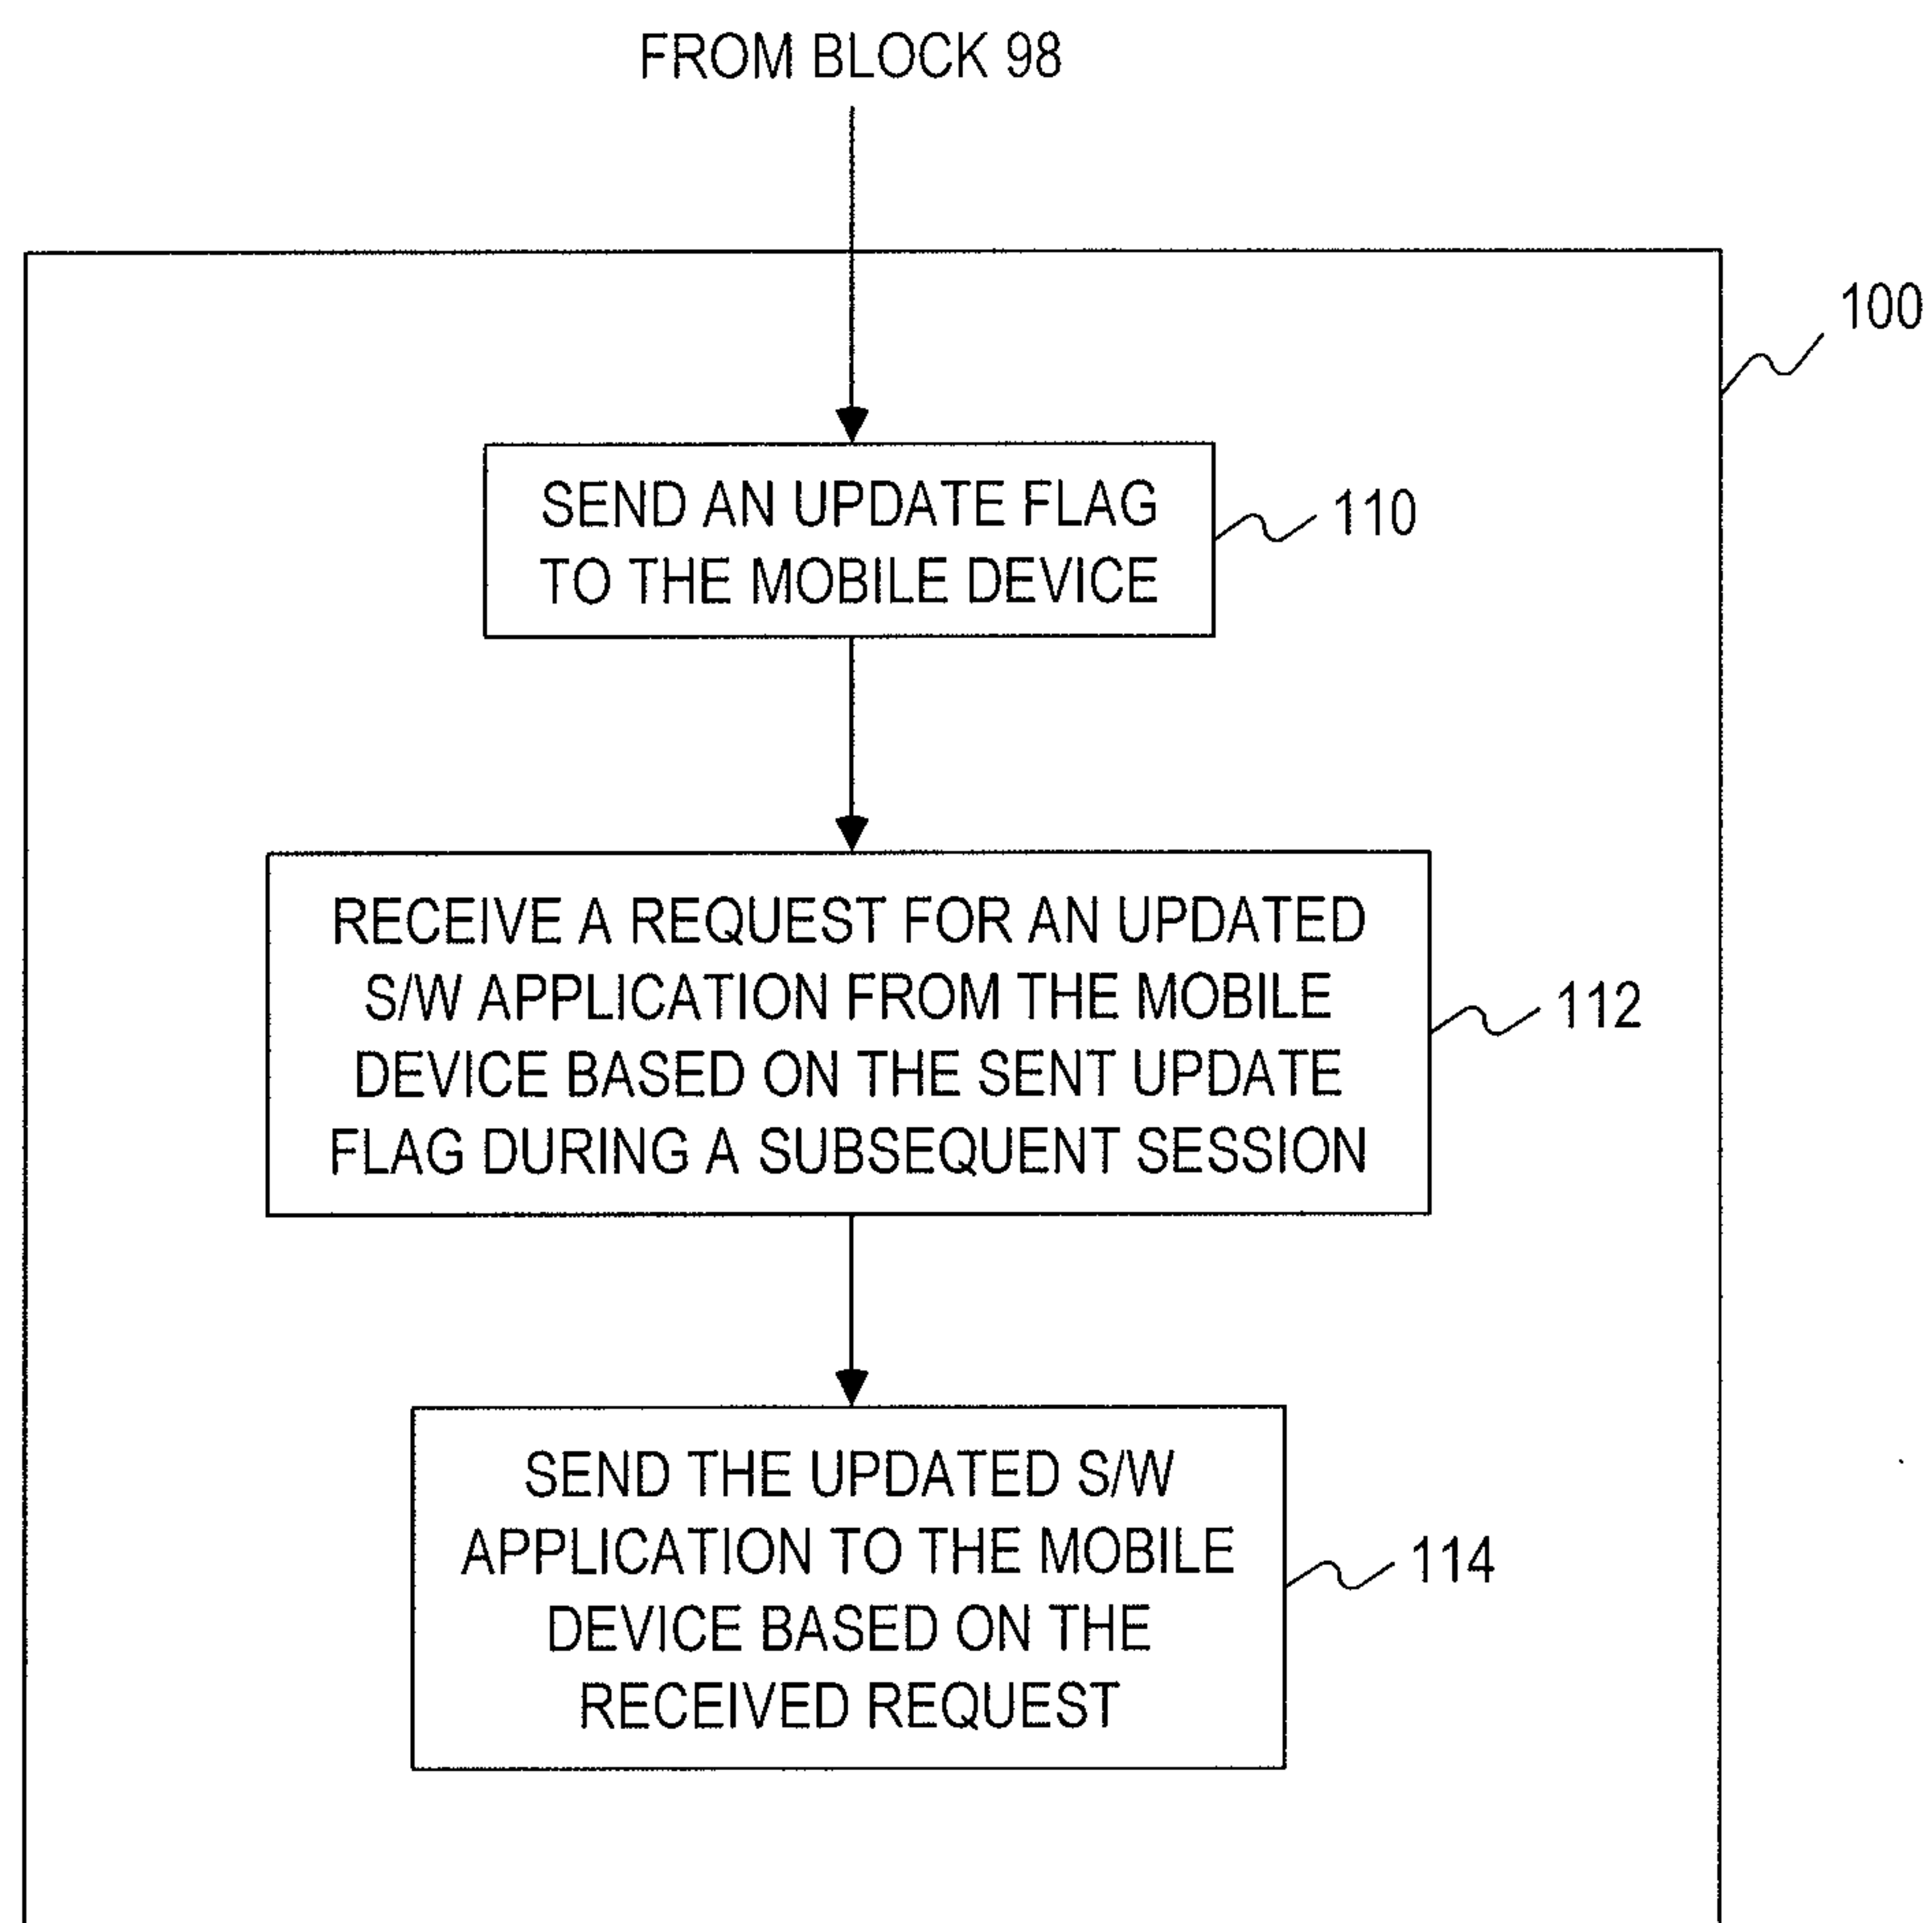 FROM BLOCK 98
100
SEND AN UPDATE FLAG
TO THE MOBILE DEVICE
110
RECEIVE A REQUEST FOR AN UPDATED
S/W APPLICATION FROM THE MOBILE
DEVICE BASED ON THE SENT UPDATE
FLAG DURING A SUBSEQUENT SESSION
112
SEND THE UPDATED S/W
APPLICATION TO THE MOBILE
DEVICE BASED ON THE
RECEIVED REQUEST
114